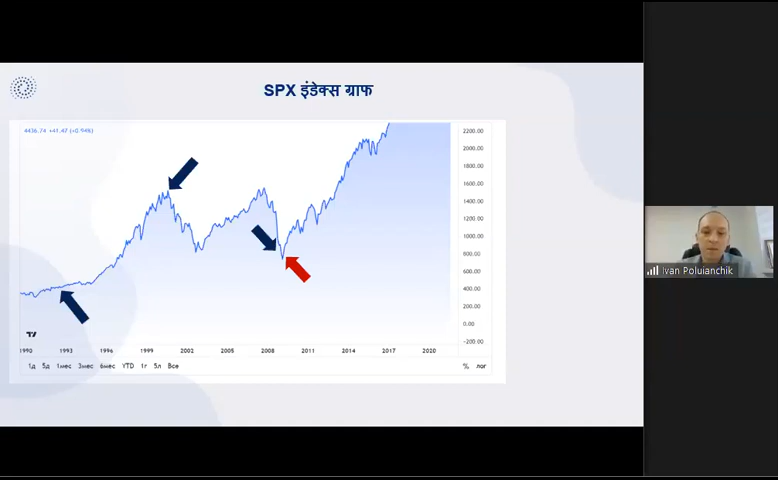 SPX इंडेक्स ग्राफ
4436.74 +41.47 (+0.94%)
2200.00
2000.00
1800.00
1600.00
1400.00
1200.00
1000.00
800.00
600.00
400.00
200.00
0.00
-200.00
1990 1993 1996 1999 2002 2005 2008 2011 2014 2017 2020
1д 5д 1мес 3мес 6мес YTD 1г 5л Все % лог
Ivan Poluianchik